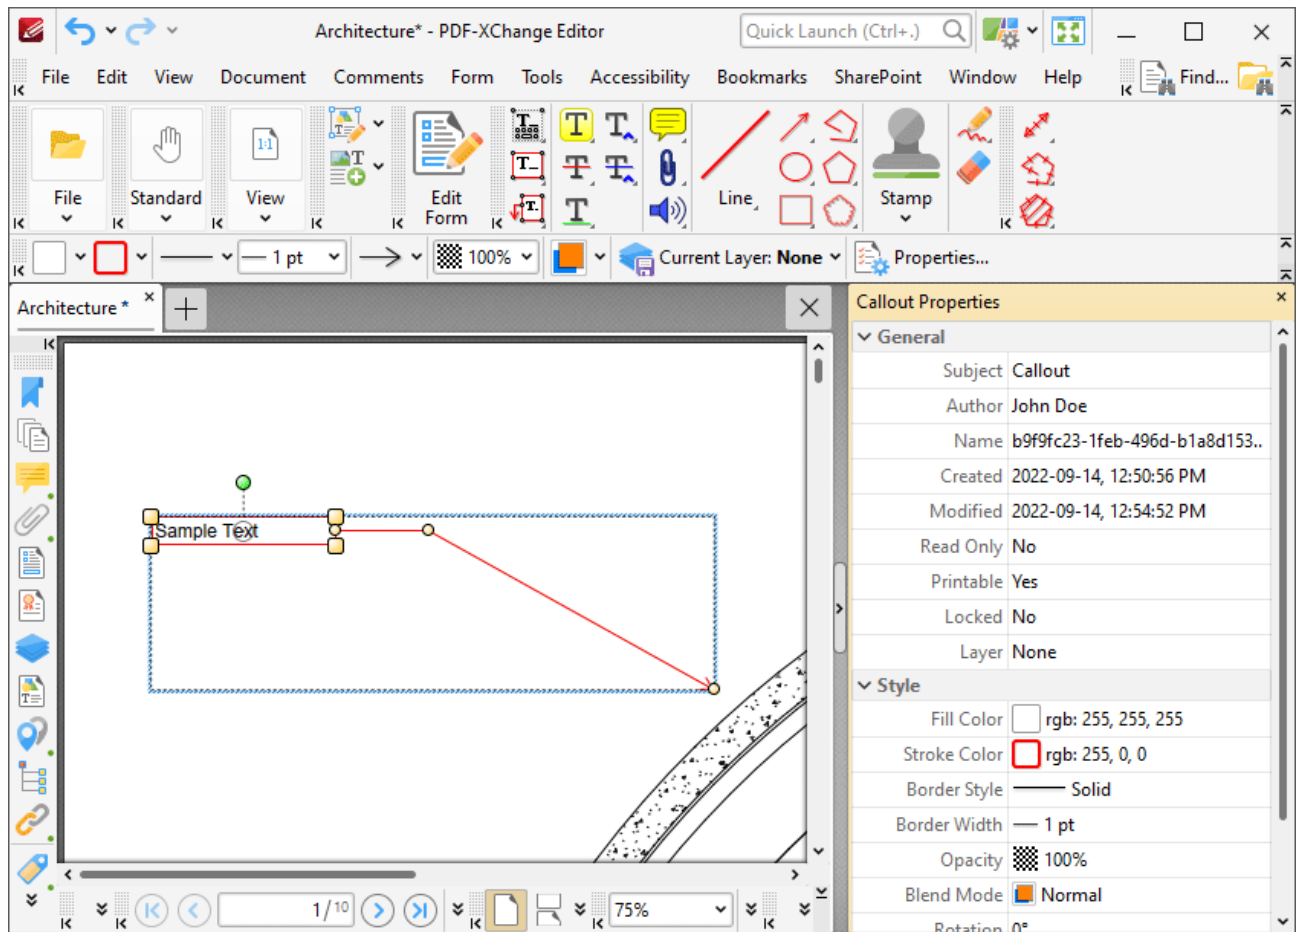 Architecture* - PDF-XChange Editor
Quick Launch (Ctrl+.)
File Edit View Document Comments Form Tools Accessibility Bookmarks SharePoint Window Help Find...
File
Standard
1:1
View
Edit
Form
Line
Stamp
1 pt
100%
Current Layer: None
Properties...
Architecture *
Callout Properties
General
Subject Callout
Author John Doe
Name b9f9fc23-1feb-496d-b1a8d153..
Created 2022-09-14, 12:50:56 PM
Modified 2022-09-14, 12:54:52 PM
Read Only No
Printable Yes
Locked No
Layer None
Style
Fill Color rgb: 255, 255, 255
Stroke Color rgb: 255, 0, 0
Border Style Solid
Border Width 1 pt
Opacity 100%
Blend Mode Normal
Rotation 0°
Sample Text
1/10
75%